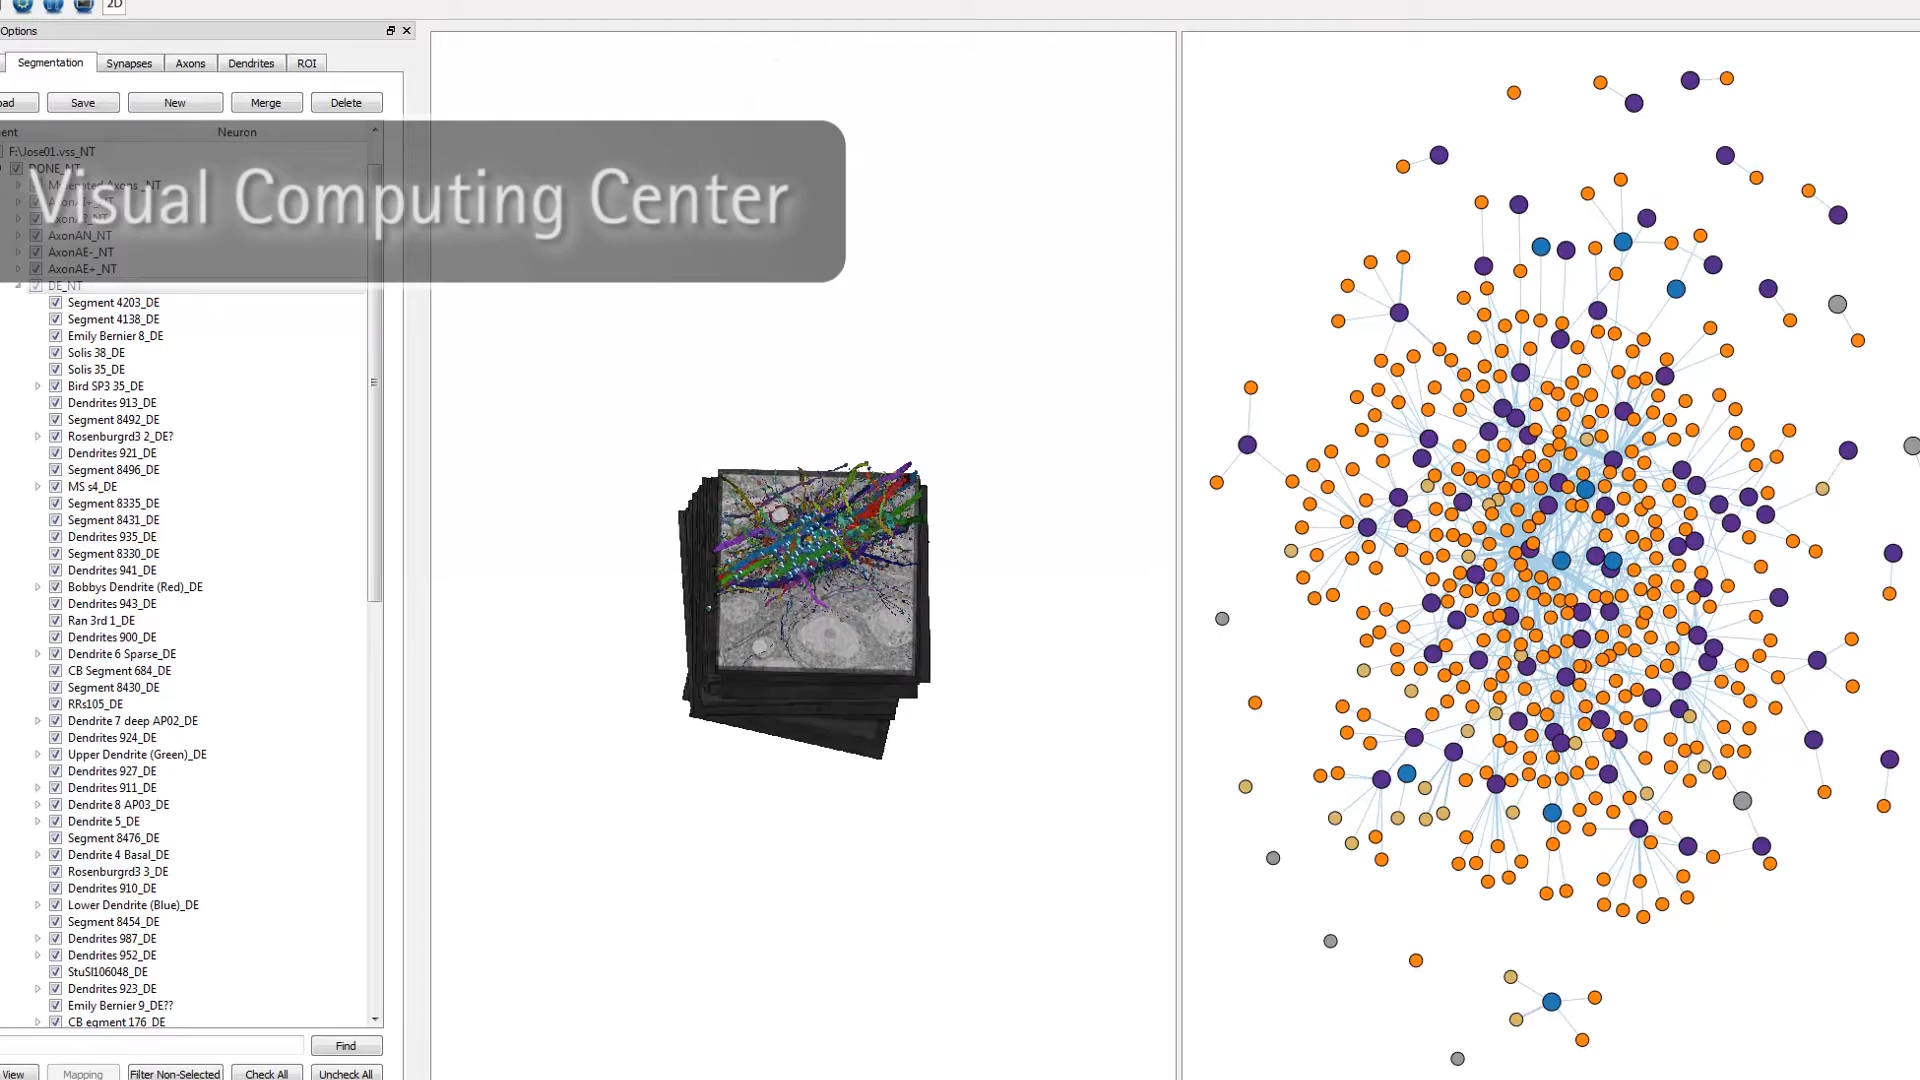 2D
Options
Segmentation Synapses Axons Dendrites ROI
oad Save New Merge Delete
ent Neuron
F:\Jose01.vss_NT
DONE_NT
Visual Computing Center
AxonAN_NT
AxonAE-_NT
AxonAE+_NT
DE_NT
Segment 4203_DE
Segment 4138_DE
Emily Bernier 8_DE
Solis 38_DE
Solis 35_DE
Bird SP3 35_DE
Dendrites 913_DE
Segment 8492_DE
Rosenburgrd3 2_DE?
Dendrites 921_DE
Segment 8496_DE
MS s4_DE
Segment 8335_DE
Segment 8431_DE
Dendrites 935_DE
Segment 8330_DE
Dendrites 941_DE
Bobbys Dendrite (Red)_DE
Dendrites 943_DE
Ran 3rd 1_DE
Dendrites 900_DE
Dendrite 6 Sparse_DE
CB Segment 684_DE
Segment 8430_DE
RRs105_DE
Dendrite 7 deep AP02_DE
Dendrites 924_DE
Upper Dendrite (Green)_DE
Dendrites 927_DE
Dendrites 911_DE
Dendrite 8 AP03_DE
Dendrite 5_DE
Segment 8476_DE
Dendrite 4 Basal_DE
Rosenburgrd3 3_DE
Dendrites 910_DE
Lower Dendrite (Blue)_DE
Segment 8454_DE
Dendrites 987_DE
Dendrites 952_DE
StuSl106048_DE
Dendrites 923_DE
Emily Bernier 9_DE??
CB egment 176_DE
Find
View Mapping Filter Non-Selected Check All Uncheck All